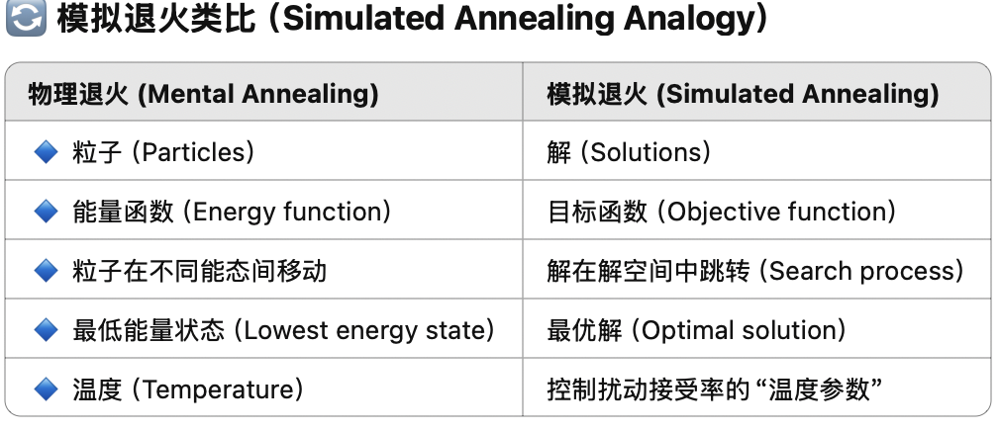 模拟退火类比（Simulated Annealing Analogy）
物理退火 (Mental Annealing)
模拟退火 (Simulated Annealing)
粒子（Particles）
解（Solutions）
能量函数（Energy function）
目标函数（Objective function）
粒子在不同能态间移动
解在解空间中跳转（Search process）
最低能量状态（Lowest energy state）
最优解（Optimal solution）
温度（Temperature）
控制扰动接受率的“温度参数”